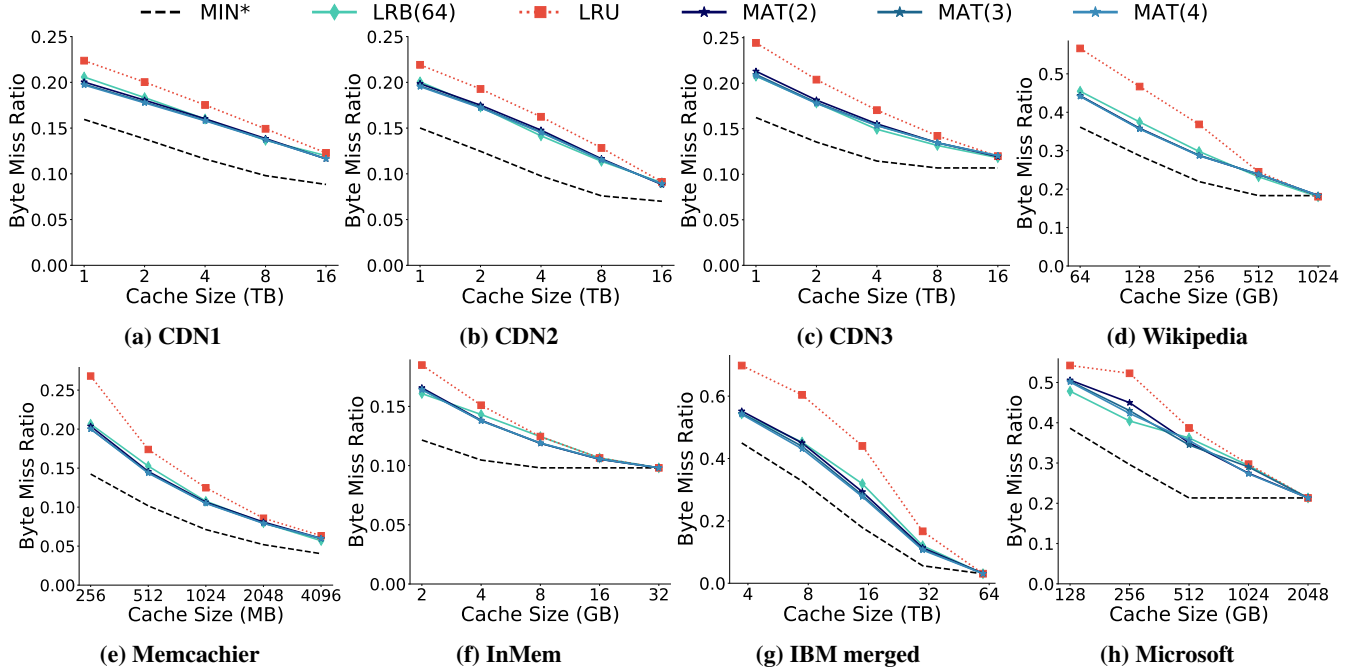 MIN* LRB(64) LRU MAT(2) MAT(3) MAT(4)
Byte Miss Ratio
0.25
0.20
0.15
0.10
0.05
0.00
1 2 4 8 16
Cache Size (TB)
(a) CDN1
Byte Miss Ratio
0.25
0.20
0.15
0.10
0.05
0.00
1 2 4 8 16
Cache Size (TB)
(b) CDN2
Byte Miss Ratio
0.25
0.20
0.15
0.10
0.05
0.00
1 2 4 8 16
Cache Size (TB)
(c) CDN3
Byte Miss Ratio
0.5
0.4
0.3
0.2
0.1
0.0
64 128 256 512 1024
Cache Size (GB)
(d) Wikipedia
Byte Miss Ratio
0.25
0.20
0.15
0.10
0.05
0.00
256 512 1024 2048 4096
Cache Size (MB)
(e) Memcachier
Byte Miss Ratio
0.15
0.10
0.05
0.00
2 4 8 16 32
Cache Size (GB)
(f) InMem
Byte Miss Ratio
0.6
0.4
0.2
0.0
4 8 16 32 64
Cache Size (TB)
(g) IBM merged
Byte Miss Ratio
0.5
0.4
0.3
0.2
0.1
0.0
128 256 512 1024 2048
Cache Size (GB)
(h) Microsoft